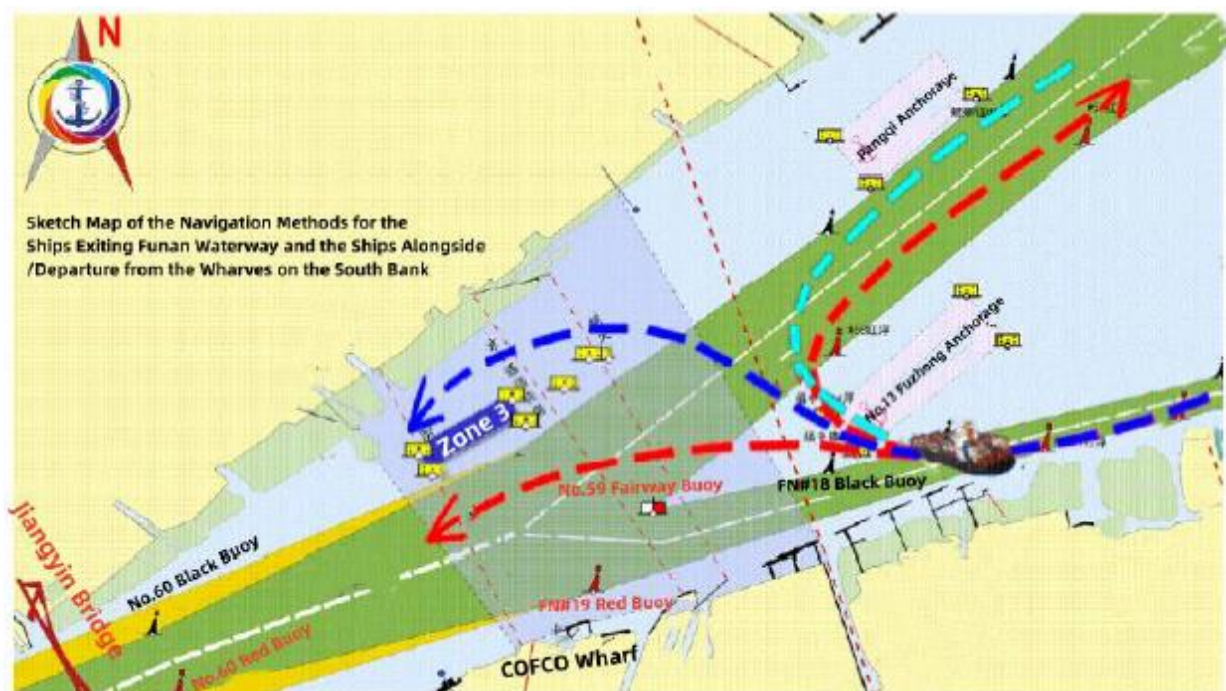 N
Sketch Map of the Navigation Methods for the
Ships Exiting Funan Waterway and the Ships Alongside
/Departure from the Wharves on the South Bank
Pangqi Anchorage
No.13 Fuzhong Anchorage
Zone 3
No.59 Fairway Buoy
FN#18 Black Buoy
Jiangyin Bridge
No.60 Black Buoy
No.60 Red Buoy
FN#19 Red Buoy
COFCO Wharf